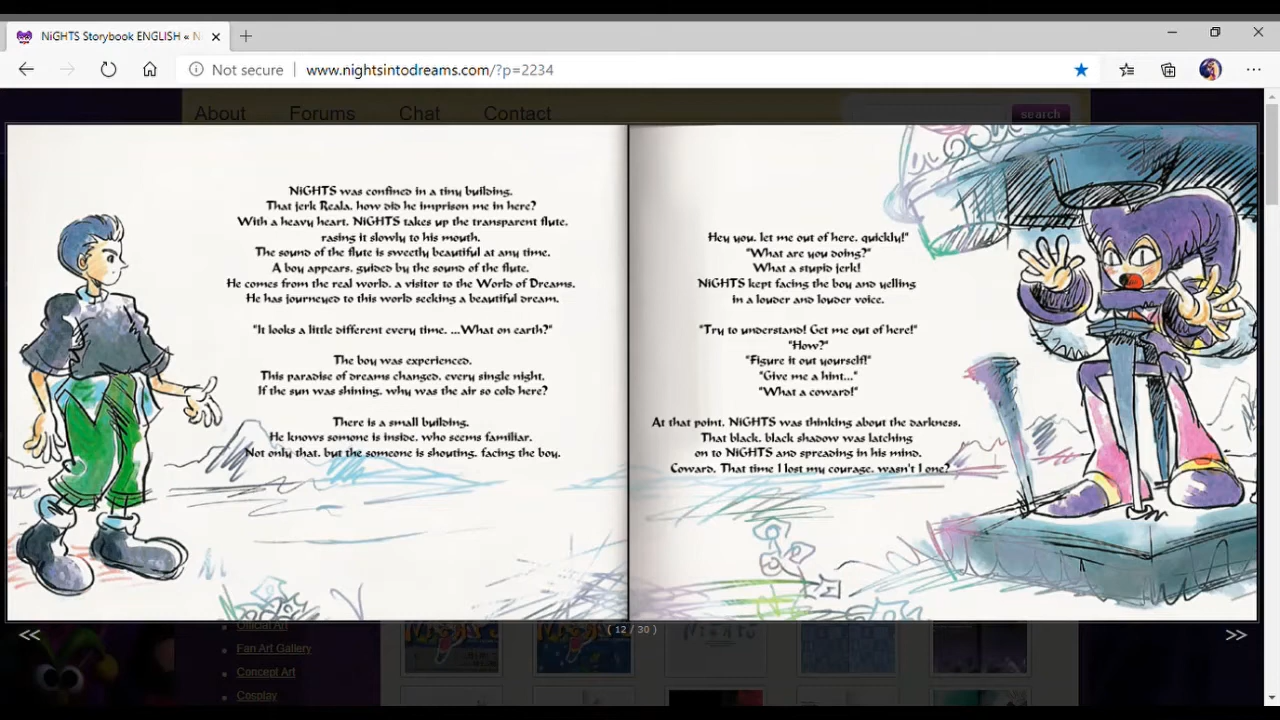 NiGHTS Storybook ENGLISH « N
Not secure
www.nightsintodreams.com/?p=2234
About
Forums
Chat
Contact
search
NiGHTS was confined in a tiny building.
That jerk Reala, how did he imprison me in here?
With a heavy heart, NiGHTS takes up the transparent flute,
rasing it slowly to his mouth.
The sound of the flute is sweetly beautiful at any time.
A boy appears, guided by the sound of the flute.
He comes from the real world, a visitor to the World of Dreams.
He has journeyed to this world seeking a beautiful dream.
"It looks a little different every time. ...What on earth?"
The boy was experienced.
This paradise of dreams changed, every single night.
If the sun was shining, why was the air so cold here?
There is a small building.
He knows somone is inside, who seems familiar.
Not only that, but the someone is shouting, facing the boy.
Hey you, let me out of here, quickly!"
"What are you doing?"
What a stupid jerk!
NiGHTS kept facing the boy and yelling
in a louder and louder voice.
"Try to understand! Get me out of here!"
"How?"
"Figure it out yourself!"
"Give me a hint..."
"What a coward!"
At that point, NiGHTS was thinking about the darkness.
That black, black shadow was latching
on to NiGHTS and spreading in his mind.
Coward. That time I lost my courage, wasn't I one?
<<
( 12 / 30 )
>>
Official Art
Fan Art Gallery
Concept Art
Cosplay